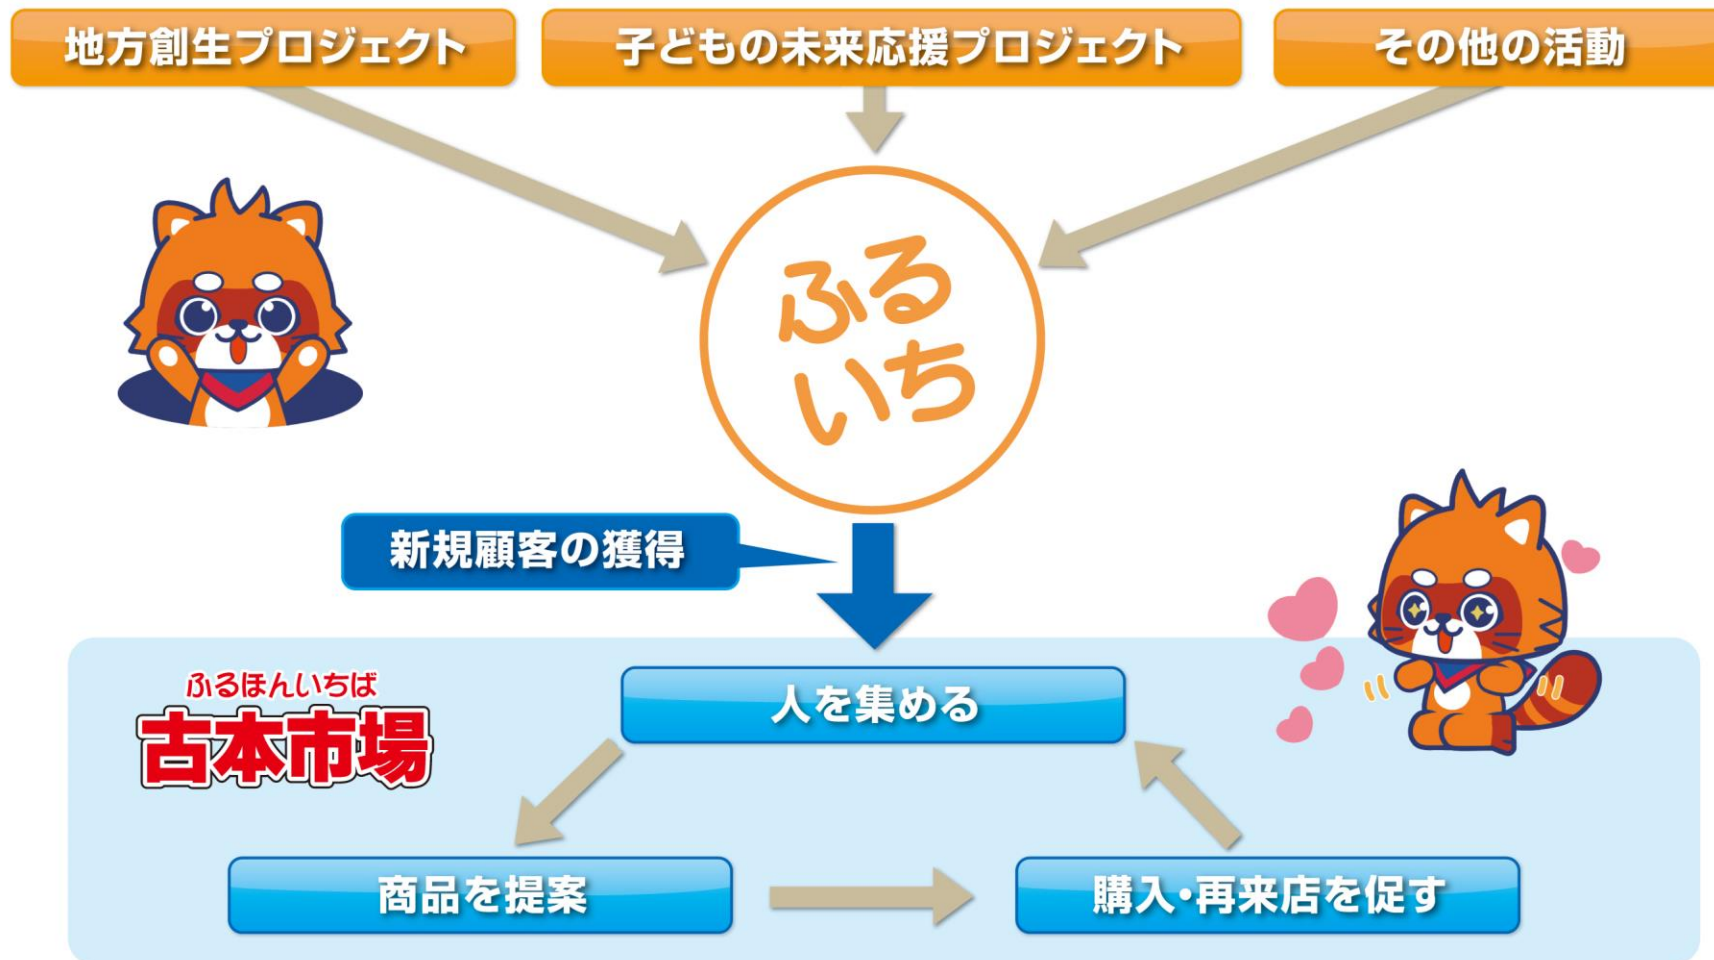 地方創生プロジェクト
子どもの未来応援プロジェクト
その他の活動
ふる
いち
新規顧客の獲得
人を集める
ふるほんいちば
古本市場
商品を提案
購入・再来店を促す